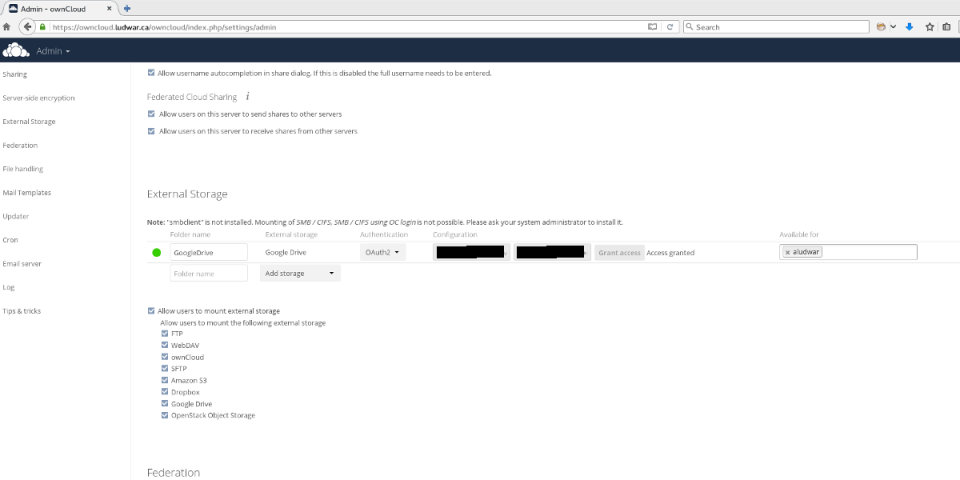 Admin - ownCloud
https://owncloud.ludwar.ca/owncloud/index.php/settings/admin
Search
Admin
Sharing
Server-side encryption
External Storage
Federation
File handling
Mail Templates
Updater
Cron
Email server
Log
Tips & tricks
Allow username autocompletion in share dialog. If this is disabled the full username needs to be entered.
Federated Cloud Sharing i
Allow users on this server to send shares to other servers
Allow users on this server to receive shares from other servers
External Storage
Note: "smbclient" is not installed. Mounting of SMB / CIFS, SMB / CIFS using OC login is not possible. Please ask your system administrator to install it.
Folder name External storage Authentication Configuration Available for
GoogleDrive Google Drive OAuth2 Grant access Access granted × aludwar
Folder name Add storage
Allow users to mount external storage
Allow users to mount the following external storage
FTP
WebDAV
ownCloud
SFTP
Amazon S3
Dropbox
Google Drive
OpenStack Object Storage
Federation